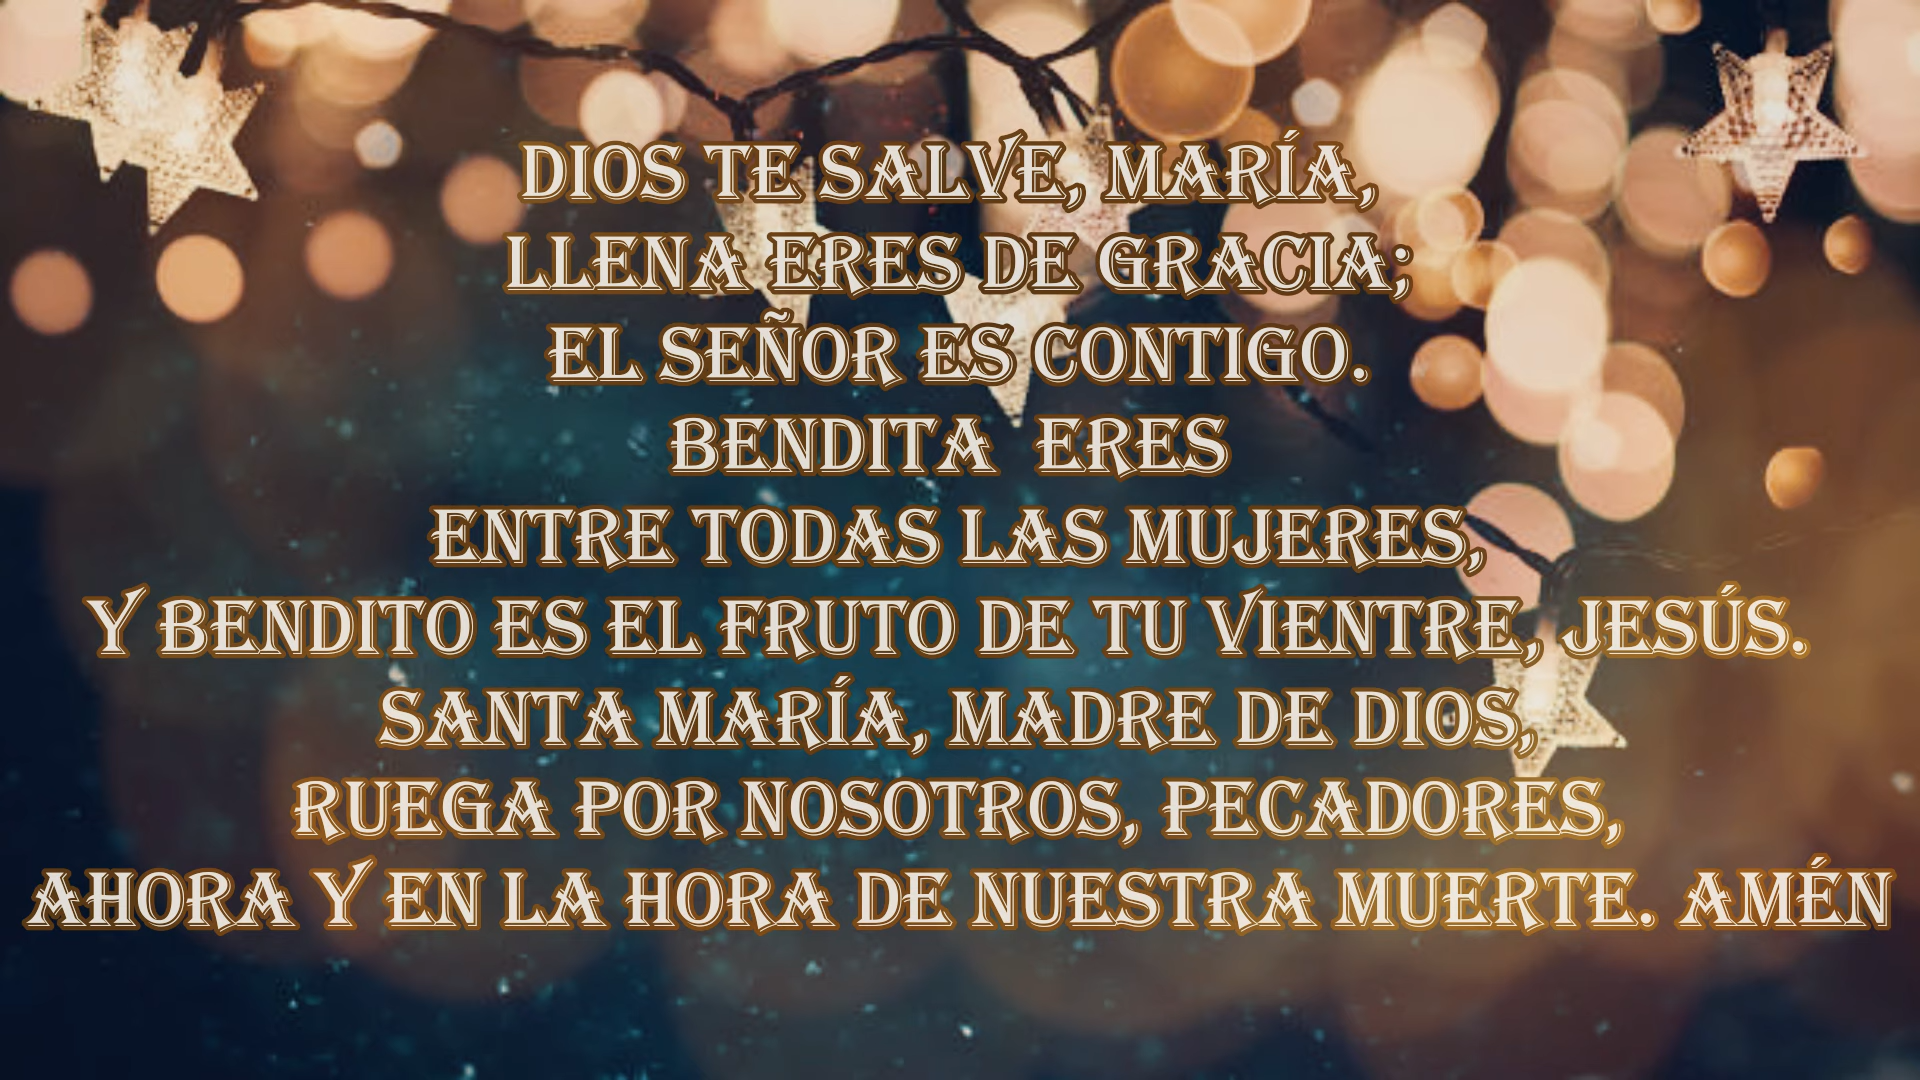 DIOS TE SALVE, MARÍA,
LLENA ERES DE GRACIA;
EL SEÑOR ES CONTIGO.
BENDITA  ERES
ENTRE TODAS LAS MUJERES,
Y BENDITO ES EL FRUTO DE TU VIENTRE, JESÚS.
SANTA MARÍA, MADRE DE DIOS,
RUEGA POR NOSOTROS, PECADORES,
AHORA Y EN LA HORA DE NUESTRA MUERTE. AMÉN